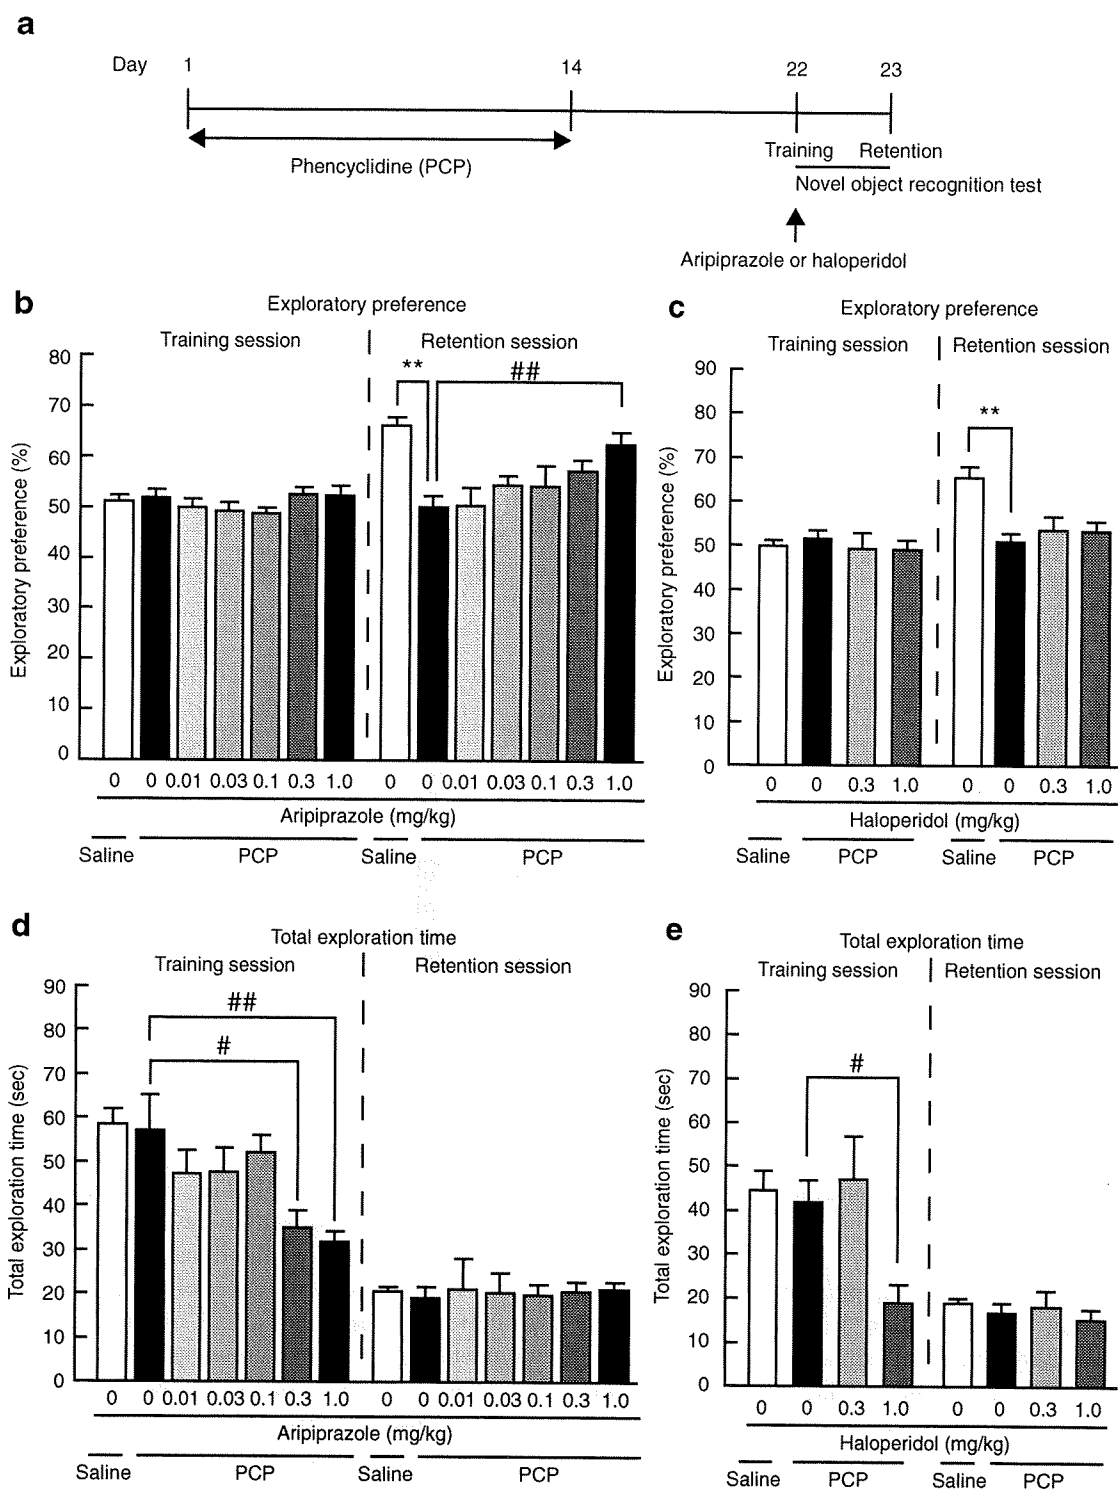 a
Day 1 14 22 23
Training Retention
Phencyclidine (PCP)
Novel object recognition test
Aripiprazole or haloperidol
b
Exploratory preference
Training session Retention session
** ##
Exploratory preference (%)
80
70
60
50
40
30
20
10
0
0 0 0.01 0.03 0.1 0.3 1.0 0 0 0.01 0.03 0.1 0.3 1.0
Aripiprazole (mg/kg)
Saline PCP Saline PCP
c
Exploratory preference
Training session Retention session
**
Exploratory preference (%)
90
80
70
60
50
40
30
20
10
0
0 0 0.3 1.0 0 0 0.3 1.0
Haloperidol (mg/kg)
Saline PCP Saline PCP
d
Total exploration time
Training session Retention session
##
#
Total exploration time (sec)
90
80
70
60
50
40
30
20
10
0
0 0 0.01 0.03 0.1 0.3 1.0 0 0 0.01 0.03 0.1 0.3 1.0
Aripiprazole (mg/kg)
Saline PCP Saline PCP
e
Total exploration time
Training session Retention session
#
Total exploration time (sec)
90
80
70
60
50
40
30
20
10
0
0 0 0.3 1.0 0 0 0.3 1.0
Haloperidol (mg/kg)
Saline PCP Saline PCP